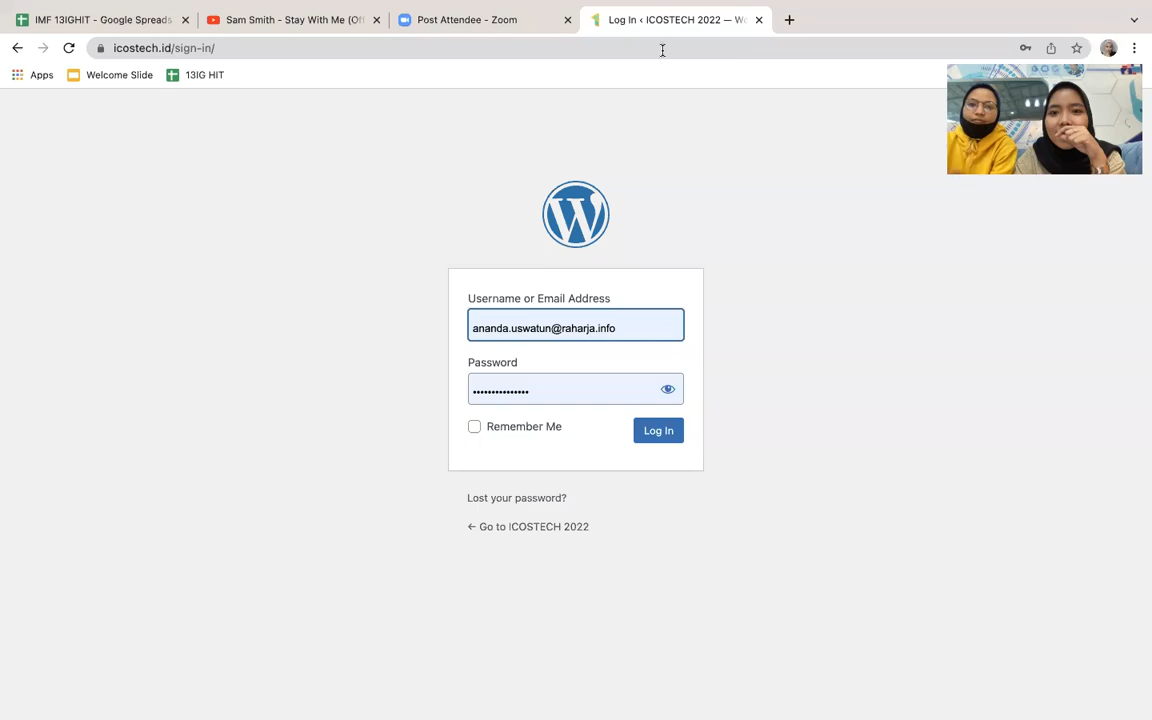 IMF 13IGHIT - Google Spreads
Sam Smith - Stay With Me (Of
Post Attendee - Zoom
Log In ‹ ICOSTECH 2022 — Wo
icostech.id/sign-in/
Apps
Welcome Slide
13IG HIT
Username or Email Address
ananda.uswatun@raharja.info
Password
•••••••••••••••
Remember Me
Log In
Lost your password?
← Go to ICOSTECH 2022